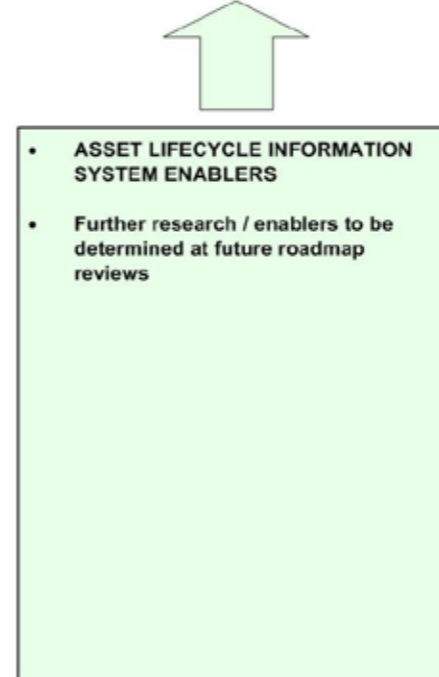 • ASSET LIFECYCLE INFORMATION
SYSTEM ENABLERS
• Further research / enablers to be
determined at future roadmap
reviews